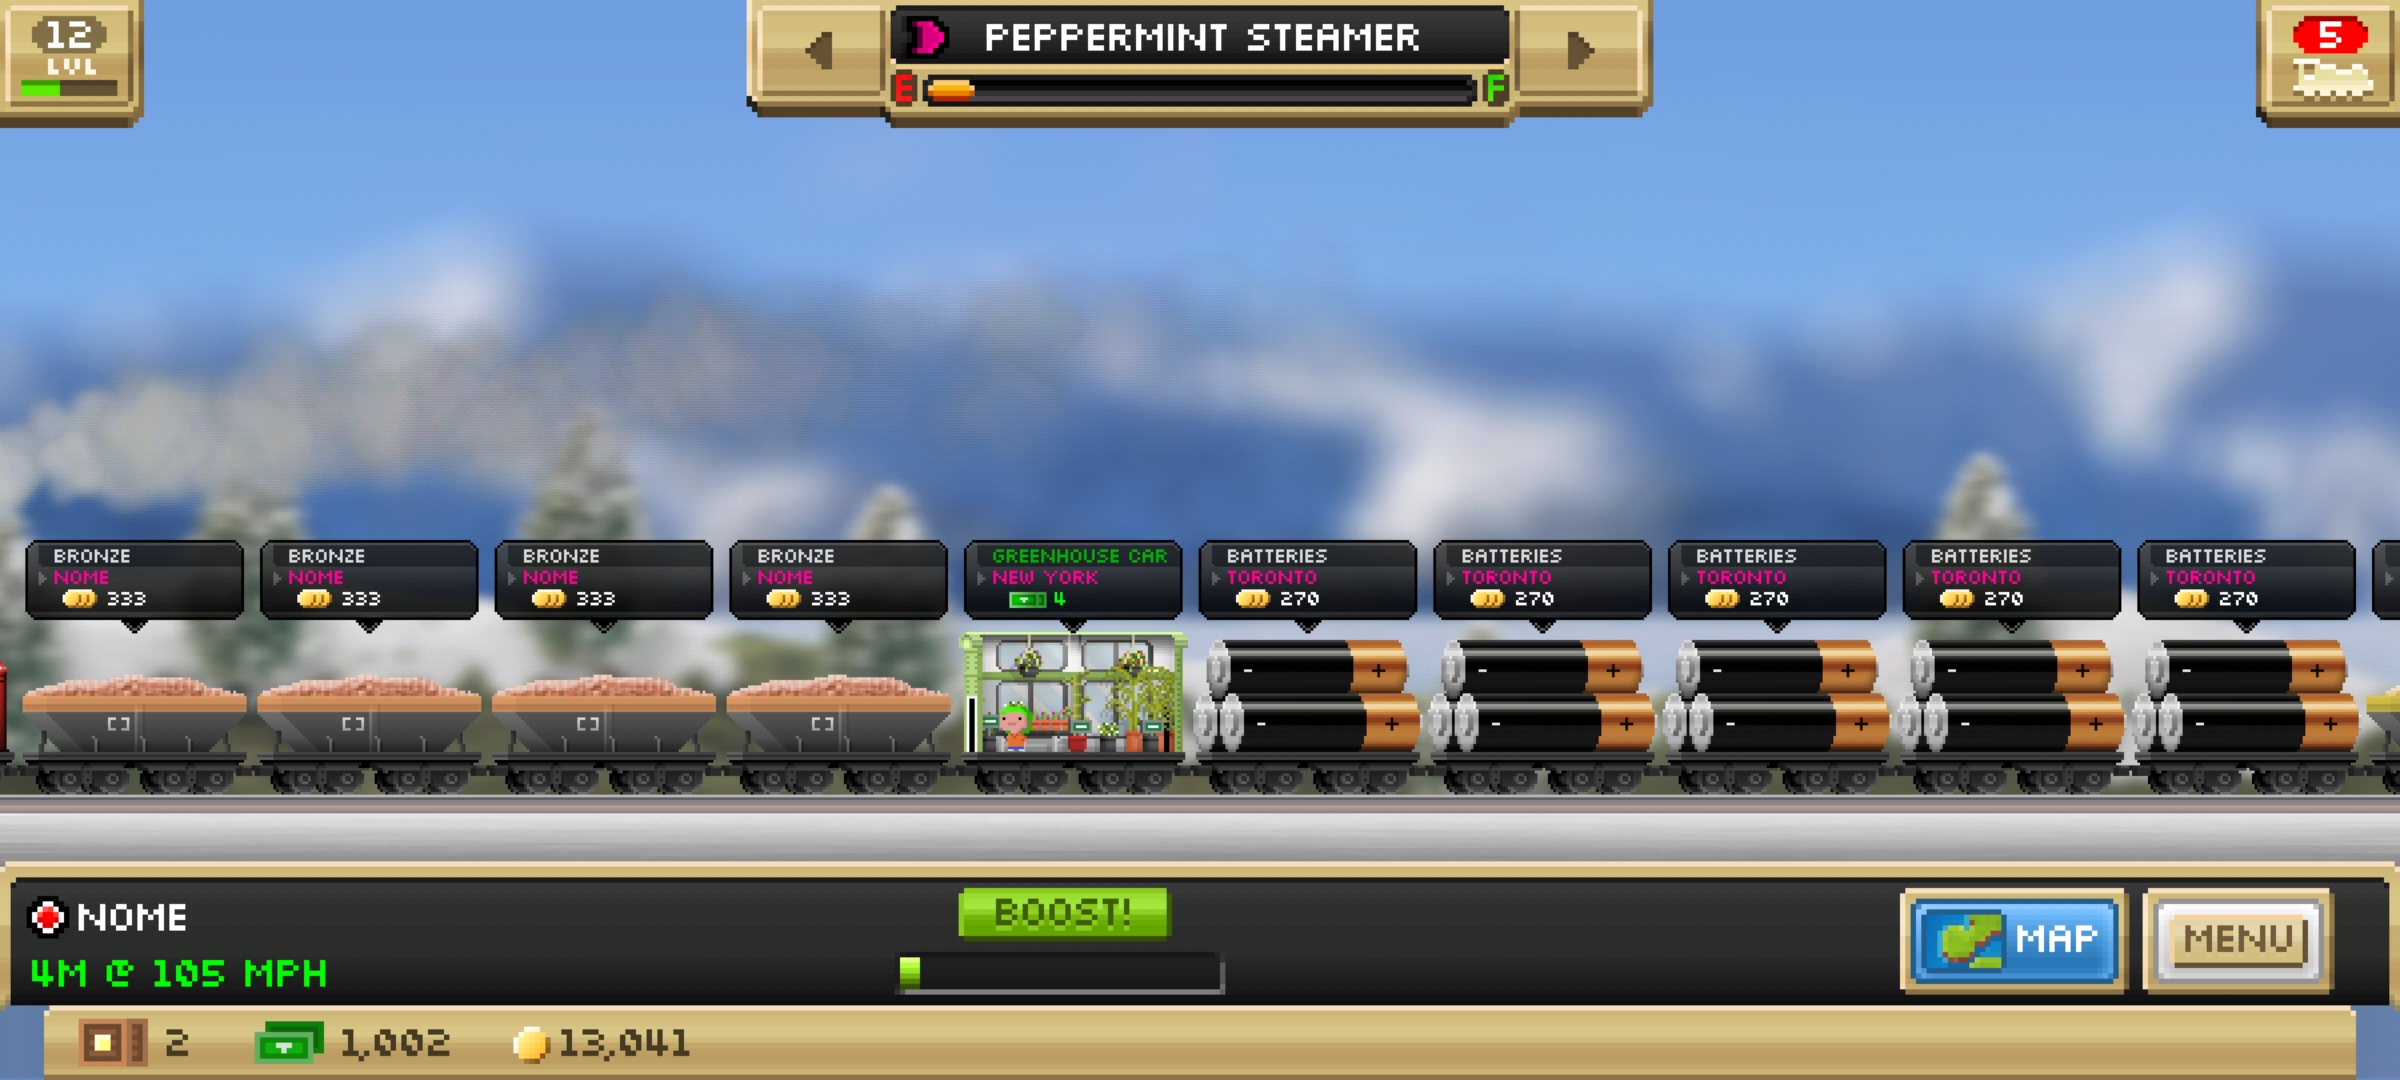 12
LVL
PEPPERMINT STEAMER
E F
5
BRONZE
NOME
333
BRONZE
NOME
333
BRONZE
NOME
333
BRONZE
NOME
333
GREENHOUSE CAR
NEW YORK
4
BATTERIES
TORONTO
270
BATTERIES
TORONTO
270
BATTERIES
TORONTO
270
BATTERIES
TORONTO
270
BATTERIES
TORONTO
270
- +
- +
- +
- +
- +
- +
- +
- +
- +
- +
NOME
4M @ 105 MPH
BOOST!
MAP
MENU
2
1,002
13,041